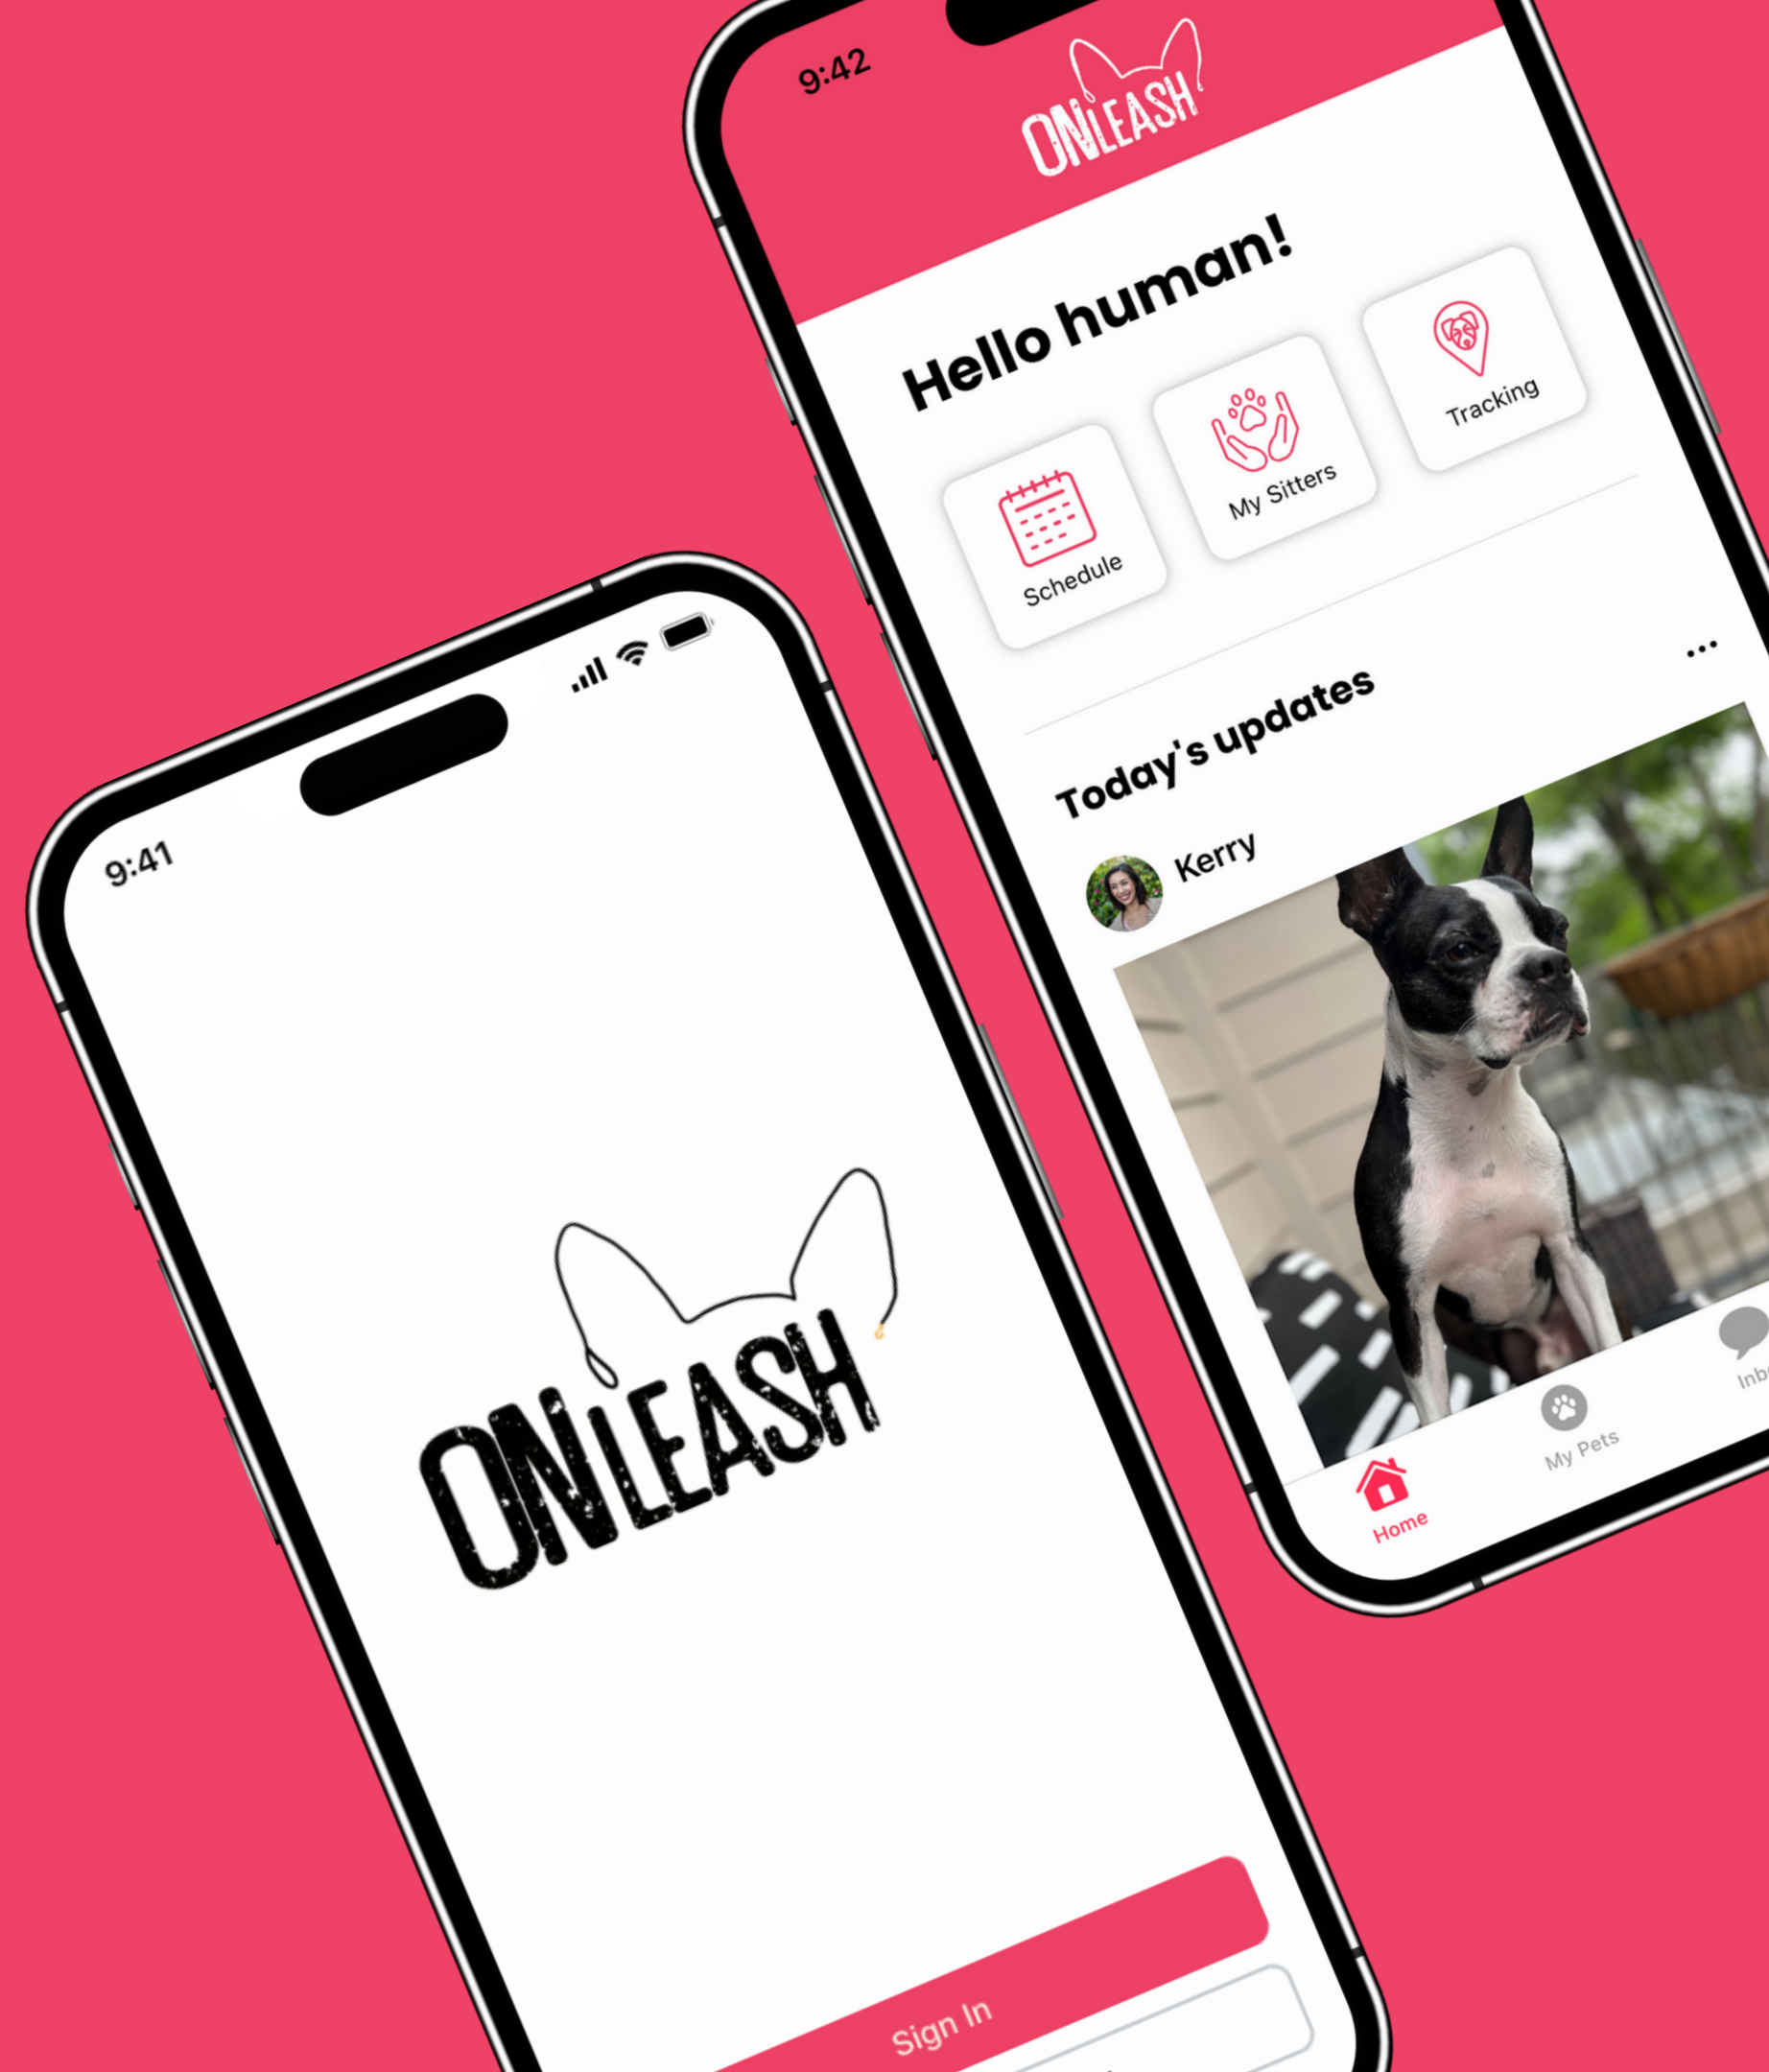 9:42
ONLEASH
Hello human!
Schedule
My Sitters
Tracking
Today's updates
Kerry
Home
My Pets
9:41
ONLEASH
Sign In